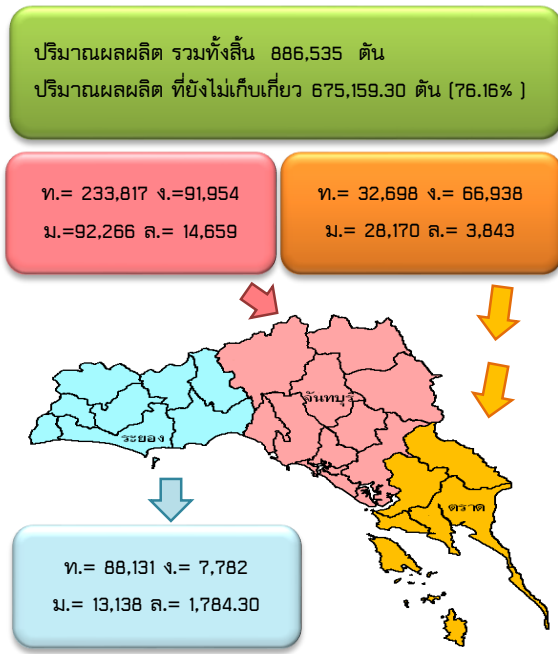 ปริมาณผลผลิต รวมทั้งสิ้น 886,535 ตัน
ปริมาณผลผลิต ที่ยังไม่เก็บเกี่ยว 675,159.30 ตัน (76.16% )
ท.= 233,817 ง.=91,954
ม.=92,266 ล.= 14,659
ท.= 32,698 ง.= 66,938
ม.= 28,170 ล.= 3,843
จันทบุรี
ระยอง
ตราด
ท.= 88,131 ง.= 7,782
ม.= 13,138 ล.= 1,784.30